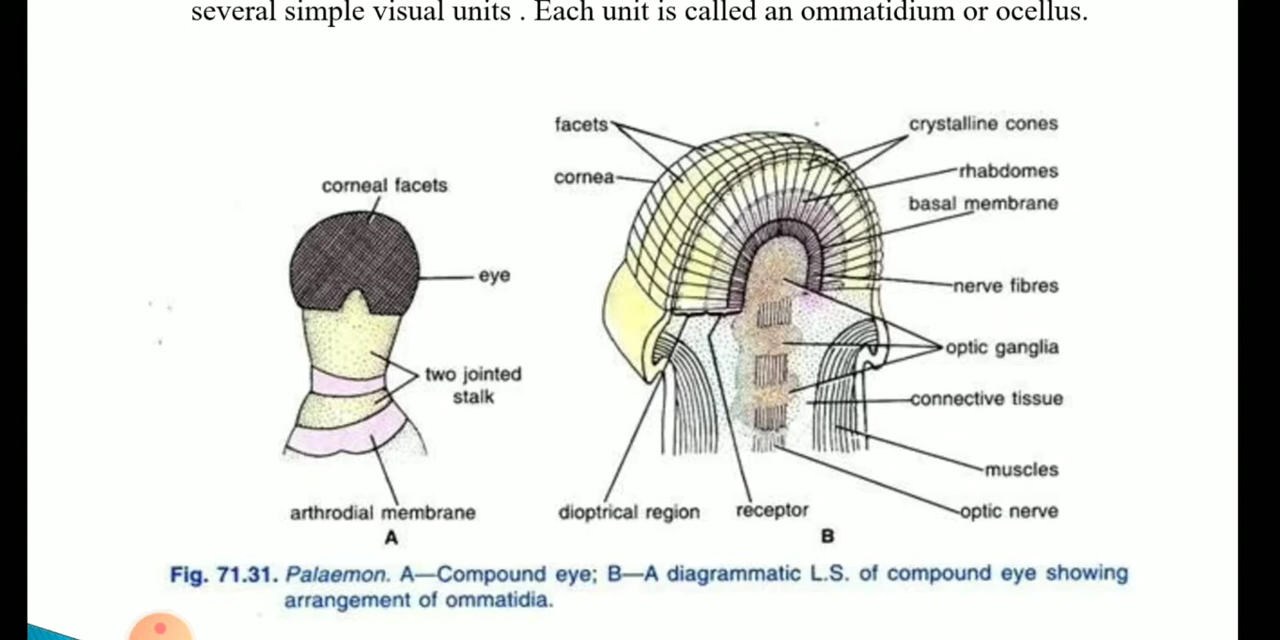 several simple visual units . Each unit is called an ommatidium or ocellus.
corneal facets
eye
two jointed
stalk
arthrodial membrane
A
facets
cornea
crystalline cones
rhabdomes
basal membrane
nerve fibres
optic ganglia
connective tissue
muscles
optic nerve
dioptrical region
receptor
B
Fig. 71.31. Palaemon. A—Compound eye; B—A diagrammatic L.S. of compound eye showing
arrangement of ommatidia.